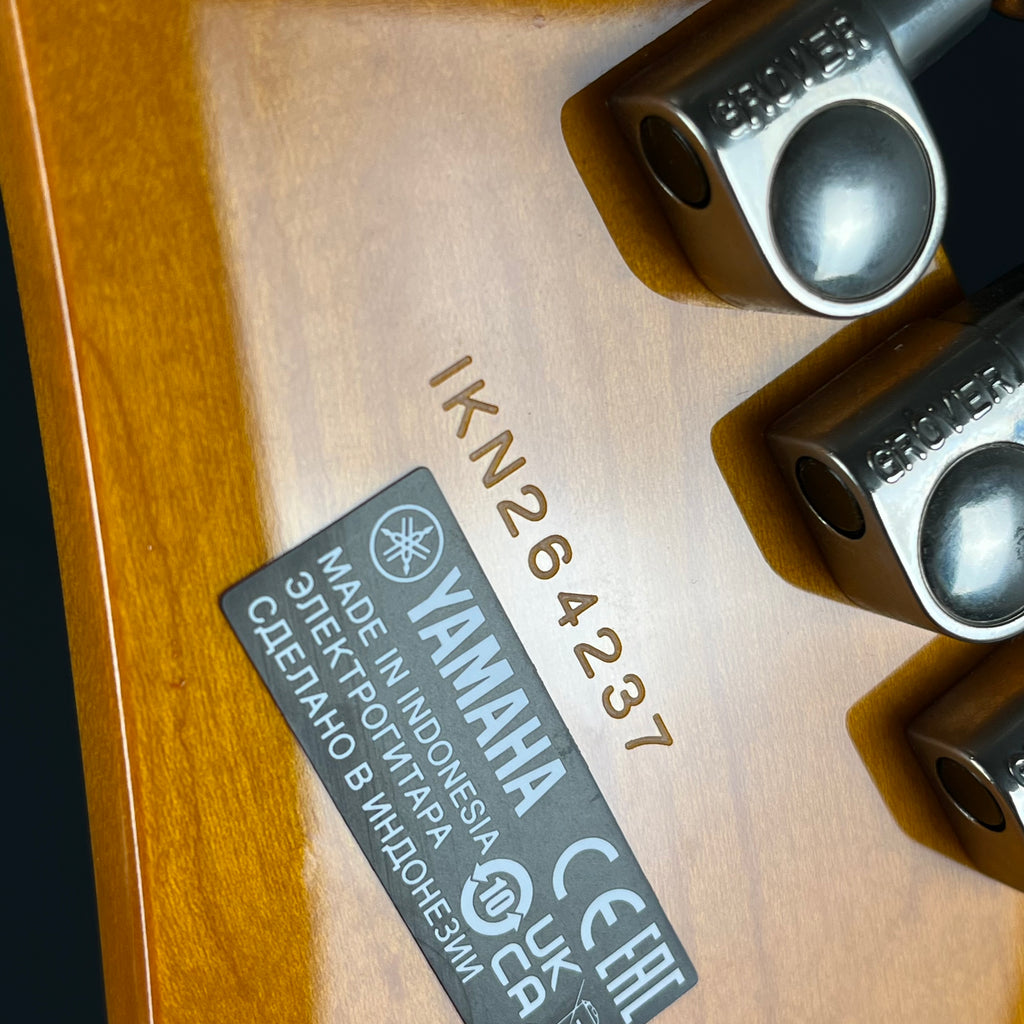 GROVER
GROVER
IKN264237
YAMAHA
MADE IN INDONESIA
ЭЛЕКТРОГИТАРА
СДЕЛАНО В ИНДОНЕЗИИ
10
CE EAC
UK
CA